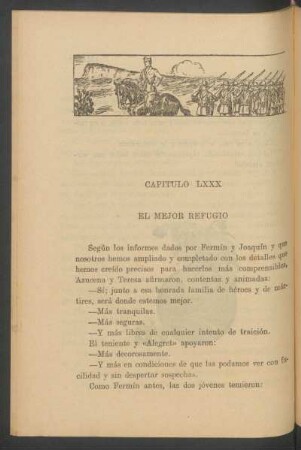 CAPITULO LXXX
EL MEJOR REFUGIO
Según los informes dados por Fermín y Joaquín y que
nosotros hemos ampliado y completado con los detalles que
hemos creído precisos para hacerlos más comprensibles,
Azucena y Teresa afirmaron, contentas y animadas:
—Sí; junto a esa honrada familia de héroes y de már-
tires, será donde estemos mejor.
—Más tranquilas.
—Más seguras.
—Y más libres de cualquier intento de traición.
El teniente y «Alegret» apoyaron:
—Más decorosamente.
—Y más en condiciones de que las podamos ver con fa-
cilidad y sin despertar sospechas.
Como Fermín antes, las dos jóvenes temieron: